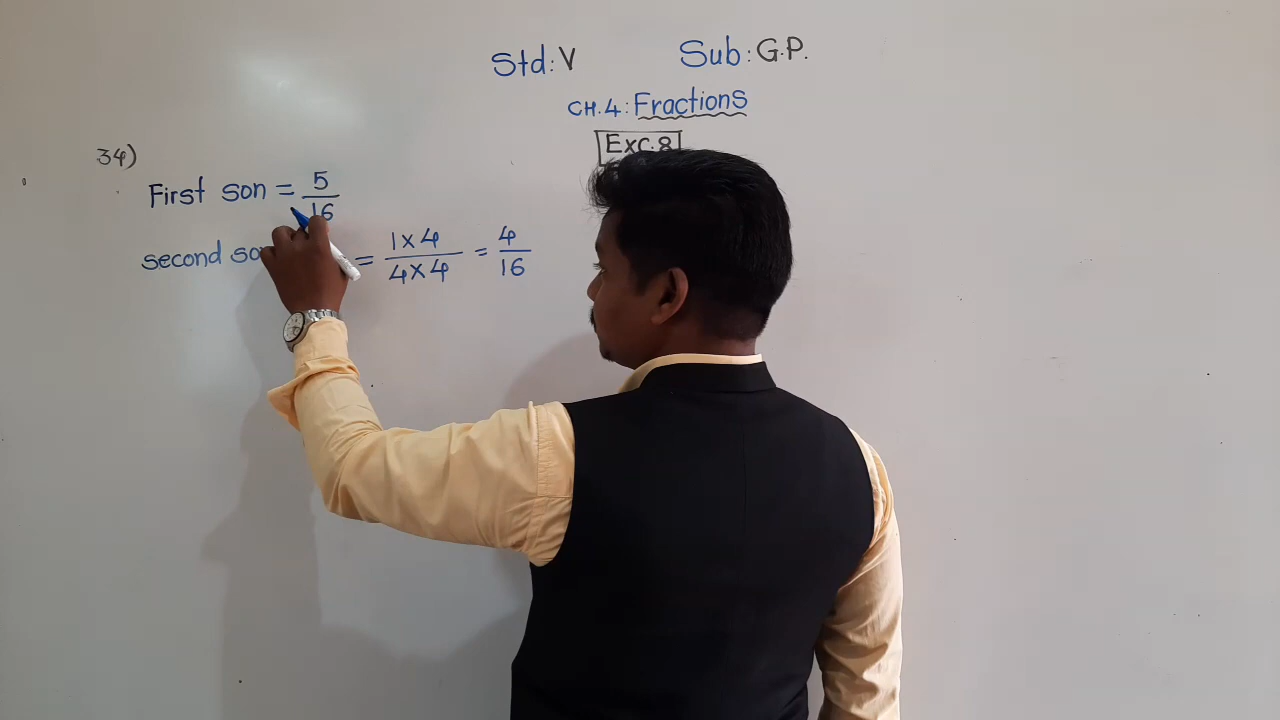 Std: V Sub: G.P.
CH.4: Fractions
Exc.8
34)
First son = 5/16
second = 1×4/4×4 = 4/16